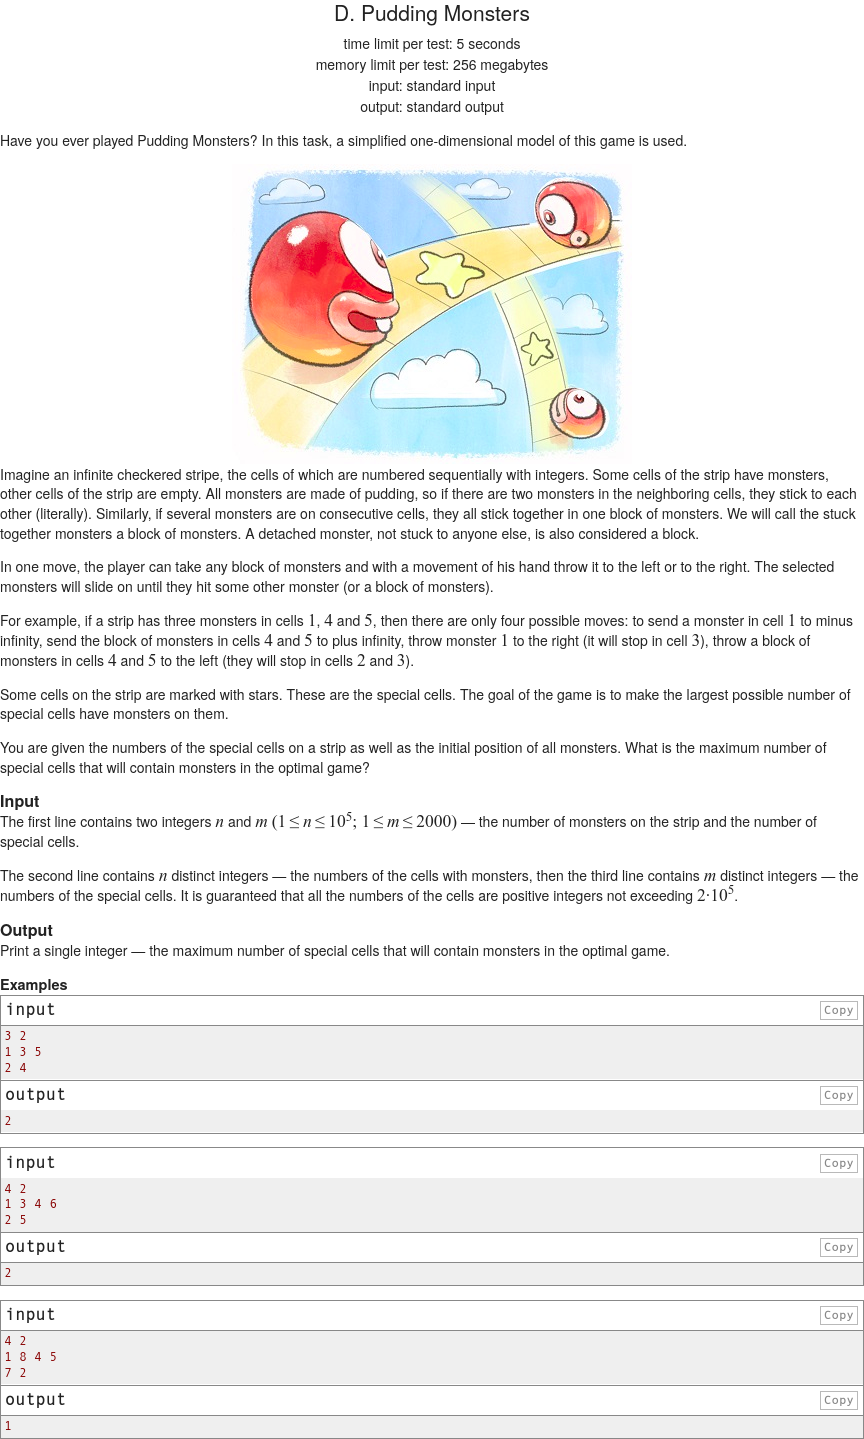 D. Pudding Monsters
time limit per test: 5 seconds
memory limit per test: 256 megabytes
input: standard input
output: standard output
Have you ever played Pudding Monsters? In this task, a simplified one-dimensional model of this game is used.
Imagine an infinite checkered stripe, the cells of which are numbered sequentially with integers. Some cells of the strip have monsters,
other cells of the strip are empty. All monsters are made of pudding, so if there are two monsters in the neighboring cells, they stick to each
other (literally). Similarly, if several monsters are on consecutive cells, they all stick together in one block of monsters. We will call the stuck
together monsters a block of monsters. A detached monster, not stuck to anyone else, is also considered a block.
In one move, the player can take any block of monsters and with a movement of his hand throw it to the left or to the right. The selected
monsters will slide on until they hit some other monster (or a block of monsters).
For example, if a strip has three monsters in cells 1, 4 and 5, then there are only four possible moves: to send a monster in cell 1 to minus
infinity, send the block of monsters in cells 4 and 5 to plus infinity, throw monster 1 to the right (it will stop in cell 3), throw a block of
monsters in cells 4 and 5 to the left (they will stop in cells 2 and 3).
Some cells on the strip are marked with stars. These are the special cells. The goal of the game is to make the largest possible number of
special cells have monsters on them.
You are given the numbers of the special cells on a strip as well as the initial position of all monsters. What is the maximum number of
special cells that will contain monsters in the optimal game?
Input
The first line contains two integers n and m (1 ≤ n ≤ 10^5; 1 ≤ m ≤ 2000) — the number of monsters on the strip and the number of
special cells.
The second line contains n distinct integers — the numbers of the cells with monsters, then the third line contains m distinct integers — the
numbers of the special cells. It is guaranteed that all the numbers of the cells are positive integers not exceeding 2·10^5.
Output
Print a single integer — the maximum number of special cells that will contain monsters in the optimal game.
Examples
input Copy
3 2
1 3 5
2 4
output Copy
2
input Copy
4 2
1 3 4 6
2 5
output Copy
2
input Copy
4 2
1 8 4 5
7 2
output Copy
1